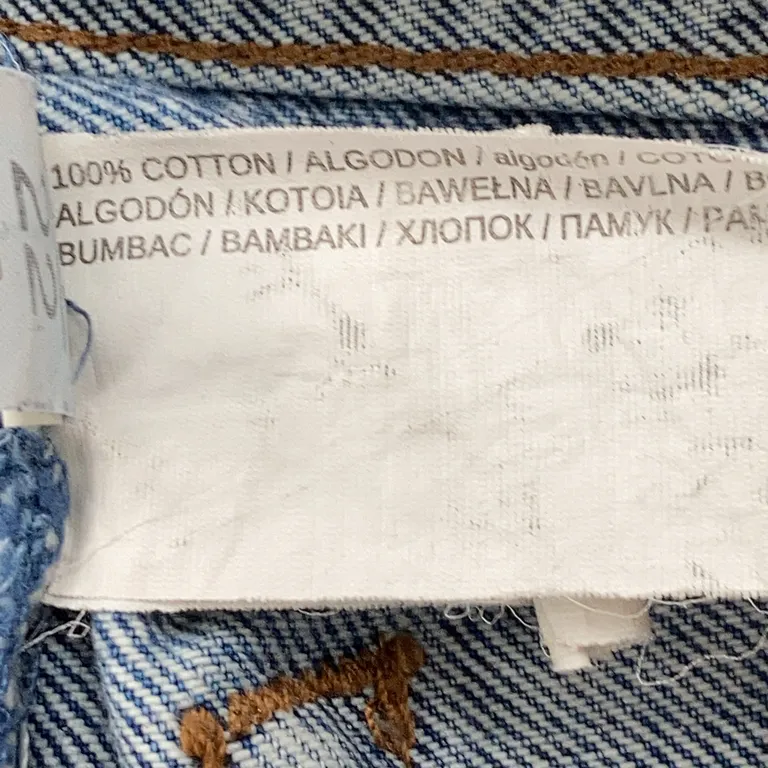 100% COTTON / ALGODON / algodón /
ALGODÓN / KOTOIA / BAWEŁNA / BAVLNA /
BUMBAC / BAMBAKI / ХЛОПОК / ПАМУК /